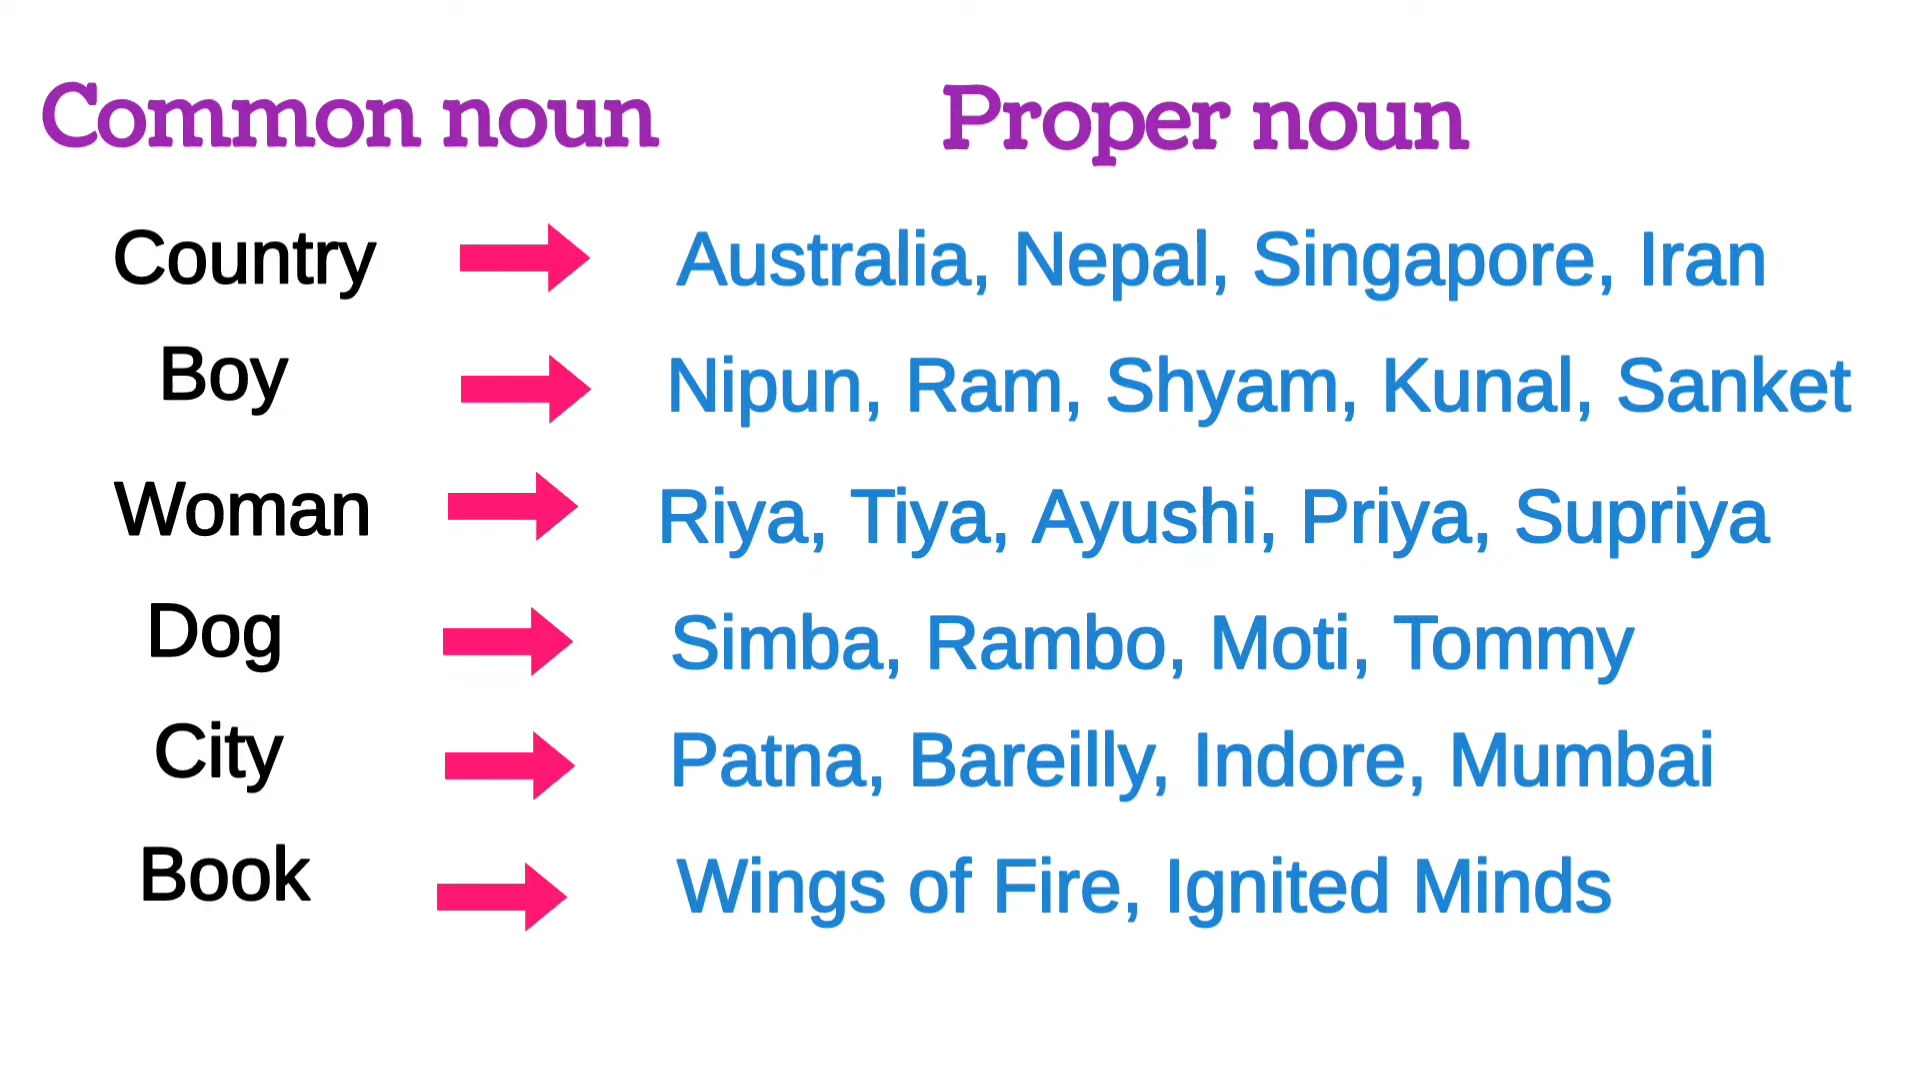 Common noun Proper noun
Country Australia, Nepal, Singapore, Iran
Boy Nipun, Ram, Shyam, Kunal, Sanket
Woman Riya, Tiya, Ayushi, Priya, Supriya
Dog Simba, Rambo, Moti, Tommy
City Patna, Bareilly, Indore, Mumbai
Book Wings of Fire, Ignited Minds